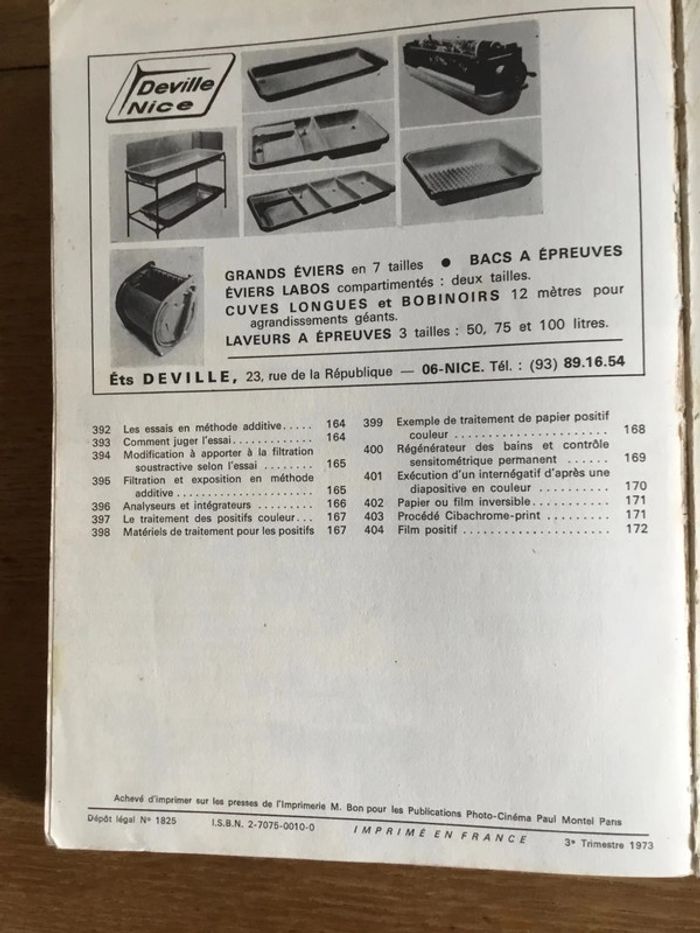 Deville
Nice
GRANDS ÉVIERS en 7 tailles ● BACS A ÉPREUVES
ÉVIERS LABOS compartimentés : deux tailles.
CUVES LONGUES et BOBINOIRS 12 mètres pour
agrandissements géants.
LAVEURS A ÉPREUVES 3 tailles : 50, 75 et 100 litres.
Éts DEVILLE, 23, rue de la République — 06-NICE. Tél. : (93) 89.16.54
392 Les essais en méthode additive..... 164
393 Comment juger l'essai............. 164
394 Modification à apporter à la filtration
soustractive selon l'essai ........ 165
395 Filtration et exposition en méthode
additive ...................... 165
396 Analyseurs et intégrateurs ......... 166
397 Le traitement des positifs couleur... 167
398 Matériels de traitement pour les positifs 167
399 Exemple de traitement de papier positif
couleur ...................... 168
400 Régénérateur des bains et contrôle
sensitométrique permanent ...... 169
401 Exécution d'un internégatif d'après une
diapositive en couleur .......... 170
402 Papier ou film inversible........... 171
403 Procédé Cibachrome-print ......... 171
404 Film positif ..................... 172
Achevé d'imprimer sur les presses de l'Imprimerie M. Bon pour les Publications Photo-Cinéma Paul Montel Paris
Dépôt légal N° 1825 I.S.B.N. 2-7075-0010-0 IMPRIMÉ EN FRANCE 3e Trimestre 1973